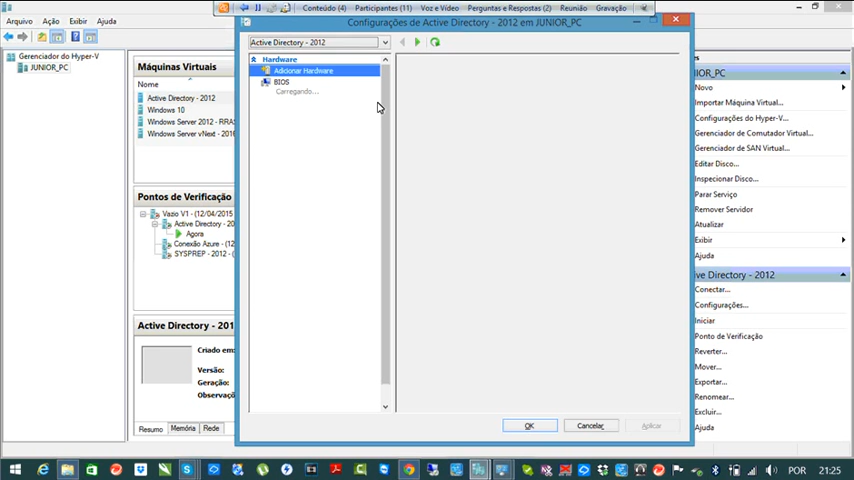 Conteúdo (4) Participantes (11) Voz e Vídeo Perguntas e Respostas (2) Reunião Gravação
Configurações de Active Directory - 2012 em JUNIOR_PC
Arquivo Ação Exibir Ajuda
Gerenciador do Hyper-V
JUNIOR_PC
Máquinas Virtuais
Nome
Active Directory - 2012
Windows 10
Windows Server 2012 - RRAS
Windows Server vNext - 2016
Pontos de Verificação
Vazio V1 - (12/04/2015
Active Directory - 20
Agora
Conexão Azure - (12
SYSPREP - 2012 - (
Active Directory - 201
Criado em:
Versão:
Geração:
Observaçõ
Resumo Memória Rede
Active Directory - 2012
Hardware
Adicionar Hardware
BIOS
Carregando...
OK Cancelar Aplicar
IOR_PC
Novo
Importar Máquina Virtual...
Configurações do Hyper-V...
Gerenciador de Comutador Virtual...
Gerenciador de SAN Virtual...
Editar Disco...
Inspecionar Disco...
Parar Serviço
Remover Servidor
Atualizar
Exibir
Ajuda
ive Directory - 2012
Conectar...
Configurações...
Iniciar
Ponto de Verificação
Reverter...
Mover...
Exportar...
Renomear...
Excluir...
Ajuda
POR 21:25